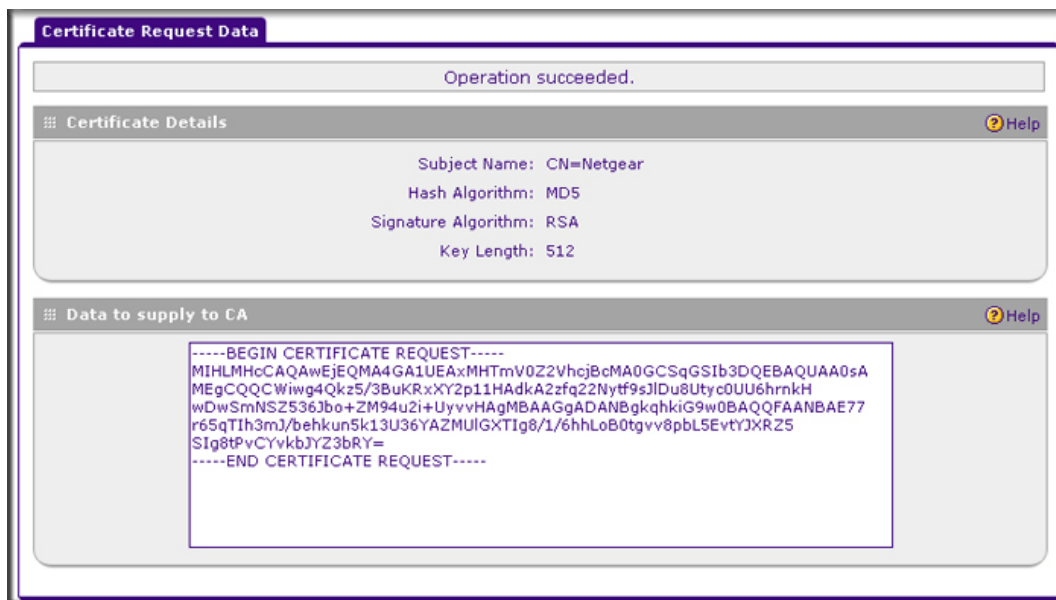 Certificate Request Data
Operation succeeded.
Certificate Details
Help
Subject Name: CN=Netgear
Hash Algorithm: MD5
Signature Algorithm: RSA
Key Length: 512
Data to supply to CA
Help
-----BEGIN CERTIFICATE REQUEST-----
MIHLMHcCAQAwEjEQMA4GA1UEAxMHTmV0Z2VhcjBcMA0GCSqGSIb3DQEBAQUAA0sA
MEgCQQCWiwg4Qkz5/3BuKRxXY2p11HAdkA2zfq22Nytf9sJlDu8Utyc0UU6hrnkH
wDwSmNSZ536Jbo+ZM94u2i+UyvvHAgMBAAGgADANBgkqhkiG9w0BAQQFAANBAE77
r65qTIh3mJ/behkun5k13U36YAZMUlGXTIg8/1/6hhLoB0tgvv8pbL5EvtYJXRZ5
SIg8tPvCYvkbJYZ3bRY=
-----END CERTIFICATE REQUEST-----